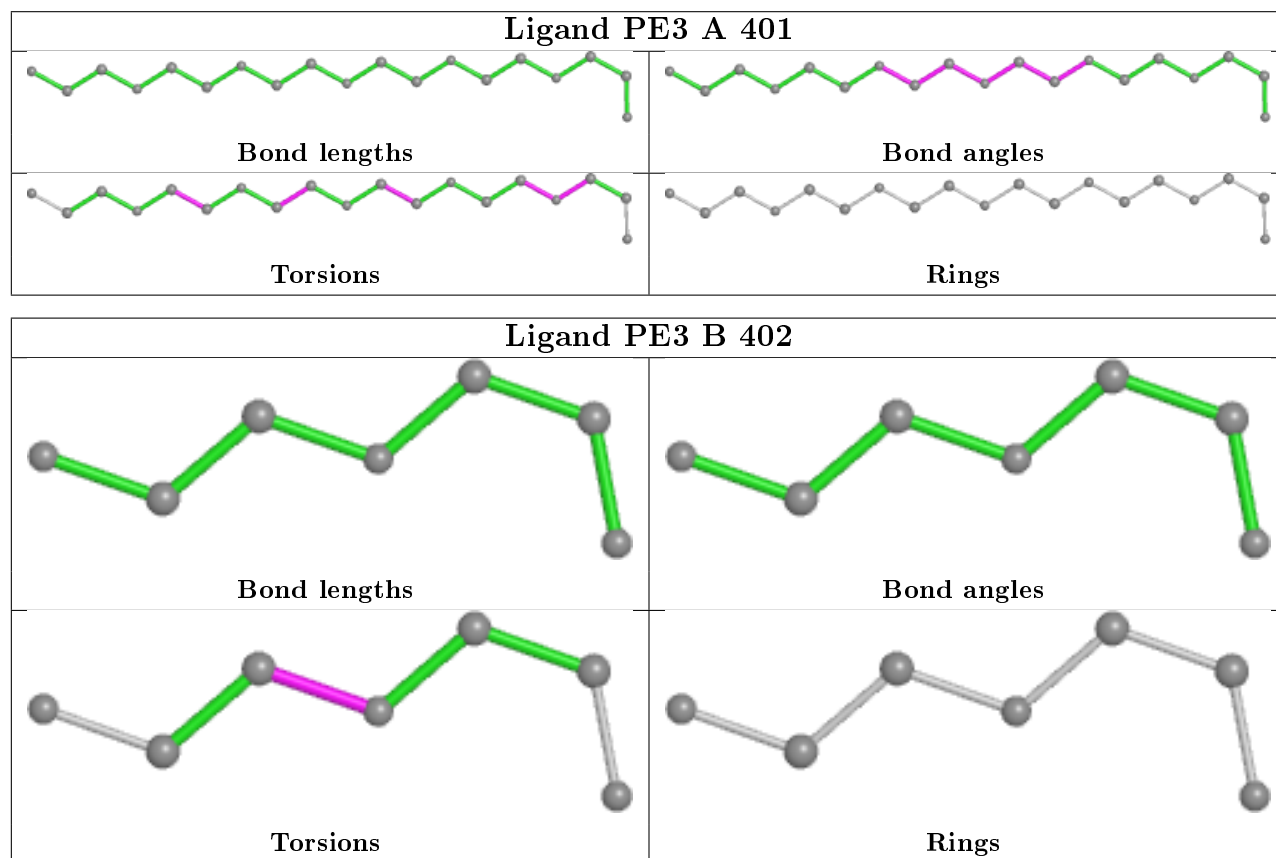 Ligand PE3 A 401
Bond lengths
Bond angles
Torsions
Rings
Ligand PE3 B 402
Bond lengths
Bond angles
Torsions
Rings